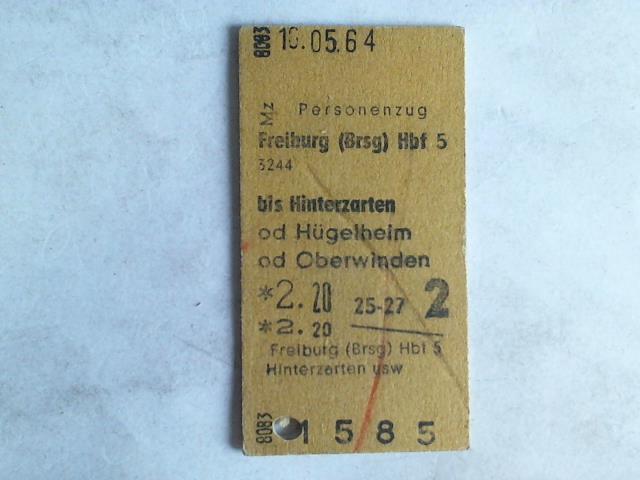 8083
1 .05.64
Mz Personenzug
Freiburg (Brsg) Hbf 5
3244
bis Hinterzarten
od Hügelheim
od Oberwinden
*2.20 25-27 2
*2.20
Freiburg (Brsg) Hbf 5
Hinterzarten usw
8083
1585